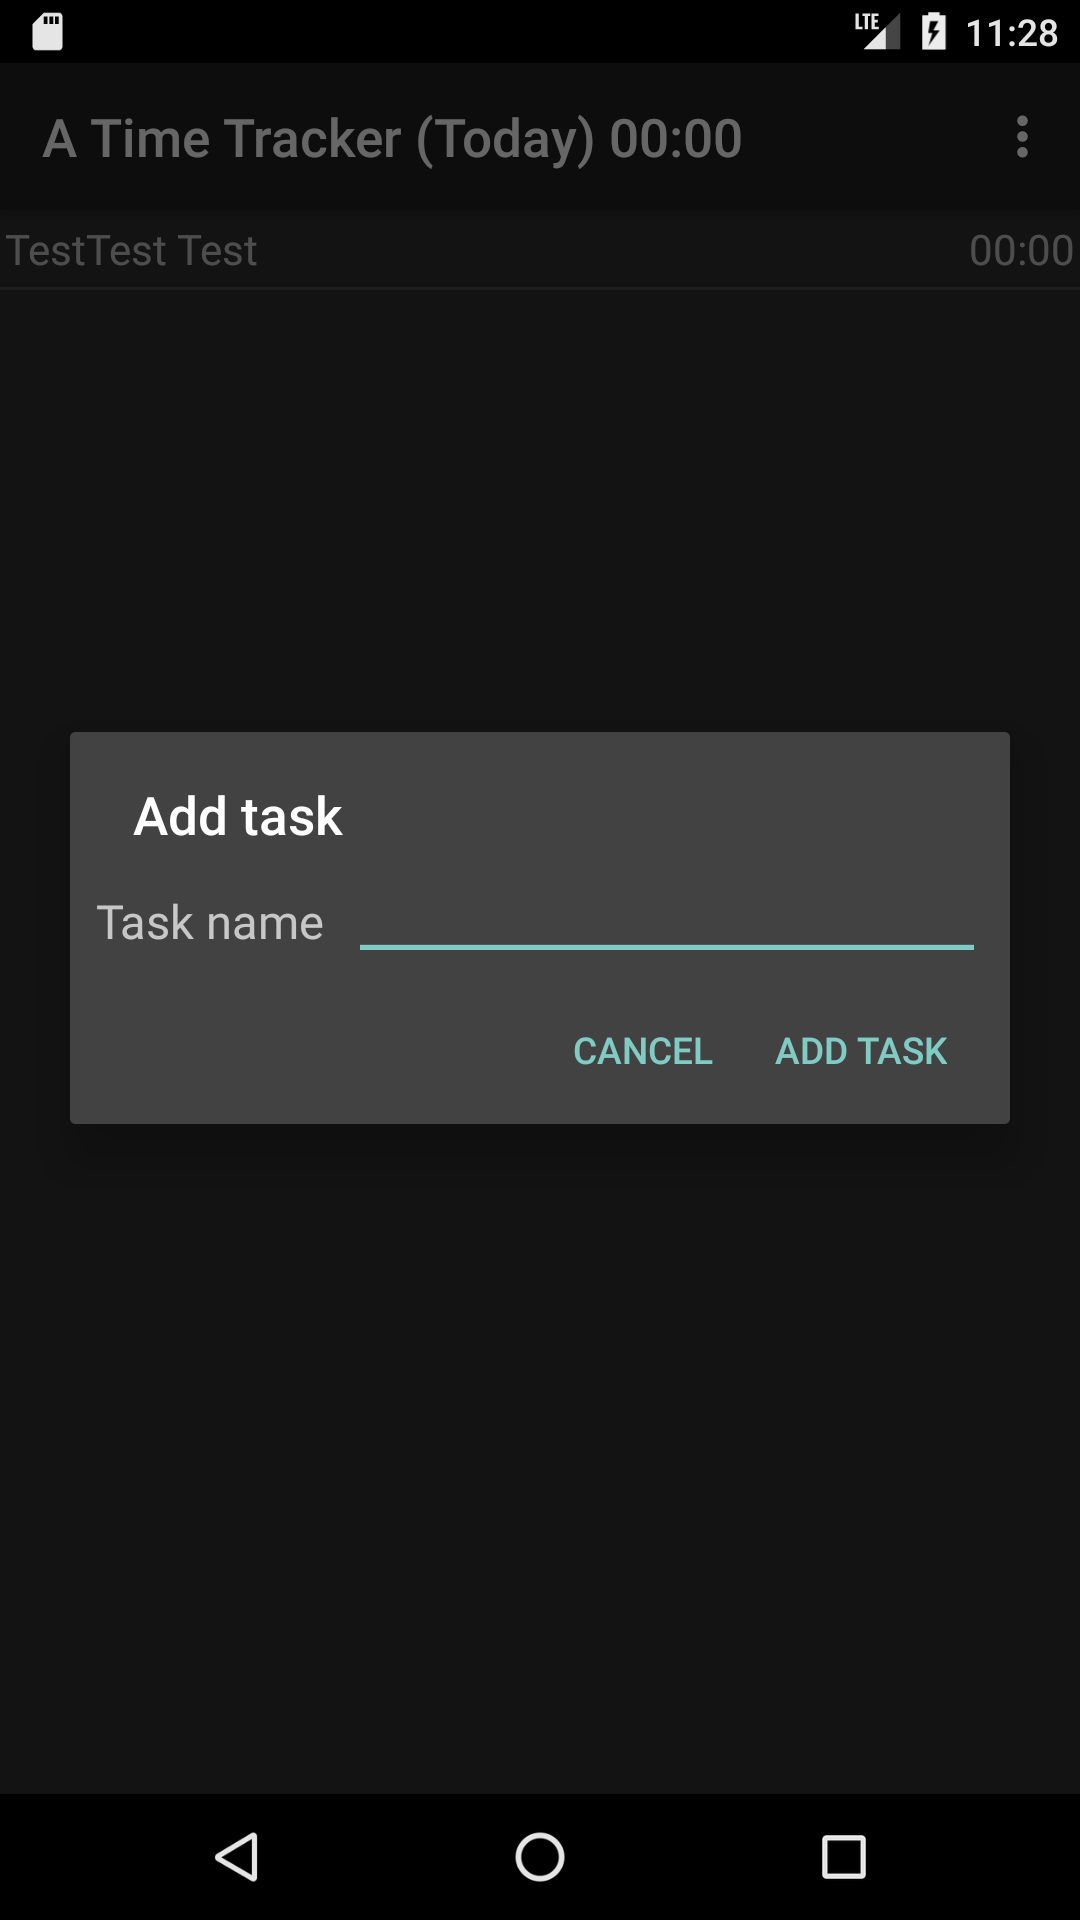 LTE 11:28
A Time Tracker (Today) 00:00
TestTest Test 00:00
Add task
Task name
CANCEL ADD TASK